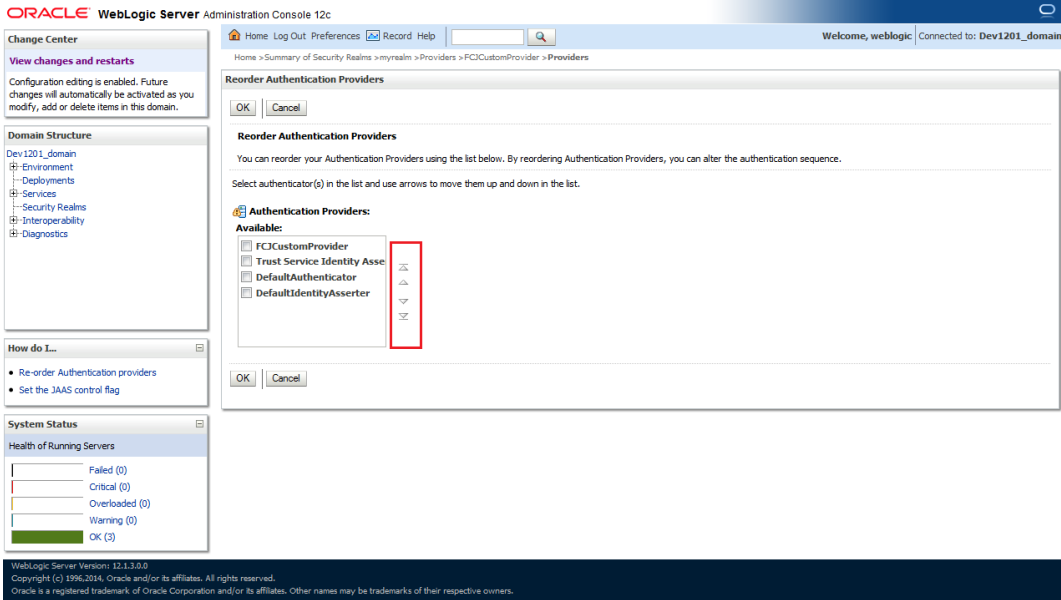 ORACLE WebLogic Server Administration Console 12c
Change Center
View changes and restarts
Configuration editing is enabled. Future
changes will automatically be activated as you
modify, add or delete items in this domain.
Domain Structure
Dev1201_domain
Environment
Deployments
Services
Security Realms
Interoperability
Diagnostics
How do I...
Re-order Authentication providers
Set the JAAS control flag
System Status
Health of Running Servers
Failed (0)
Critical (0)
Overloaded (0)
Warning (0)
OK (3)
Home Log Out Preferences Record Help
Welcome, weblogic Connected to: Dev1201_domain
Home >Summary of Security Realms >myrealm >Providers >FCJCustomProvider >Providers
Reorder Authentication Providers
OK Cancel
Reorder Authentication Providers
You can reorder your Authentication Providers using the list below. By reordering Authentication Providers, you can alter the authentication sequence.
Select authenticator(s) in the list and use arrows to move them up and down in the list.
Authentication Providers:
Available:
FCJCustomProvider
Trust Service Identity Asse
DefaultAuthenticator
DefaultIdentityAsserter
OK Cancel
WebLogic Server Version: 12.1.3.0.0
Copyright (c) 1996,2014, Oracle and/or its affiliates. All rights reserved.
Oracle is a registered trademark of Oracle Corporation and/or its affiliates. Other names may be trademarks of their respective owners.